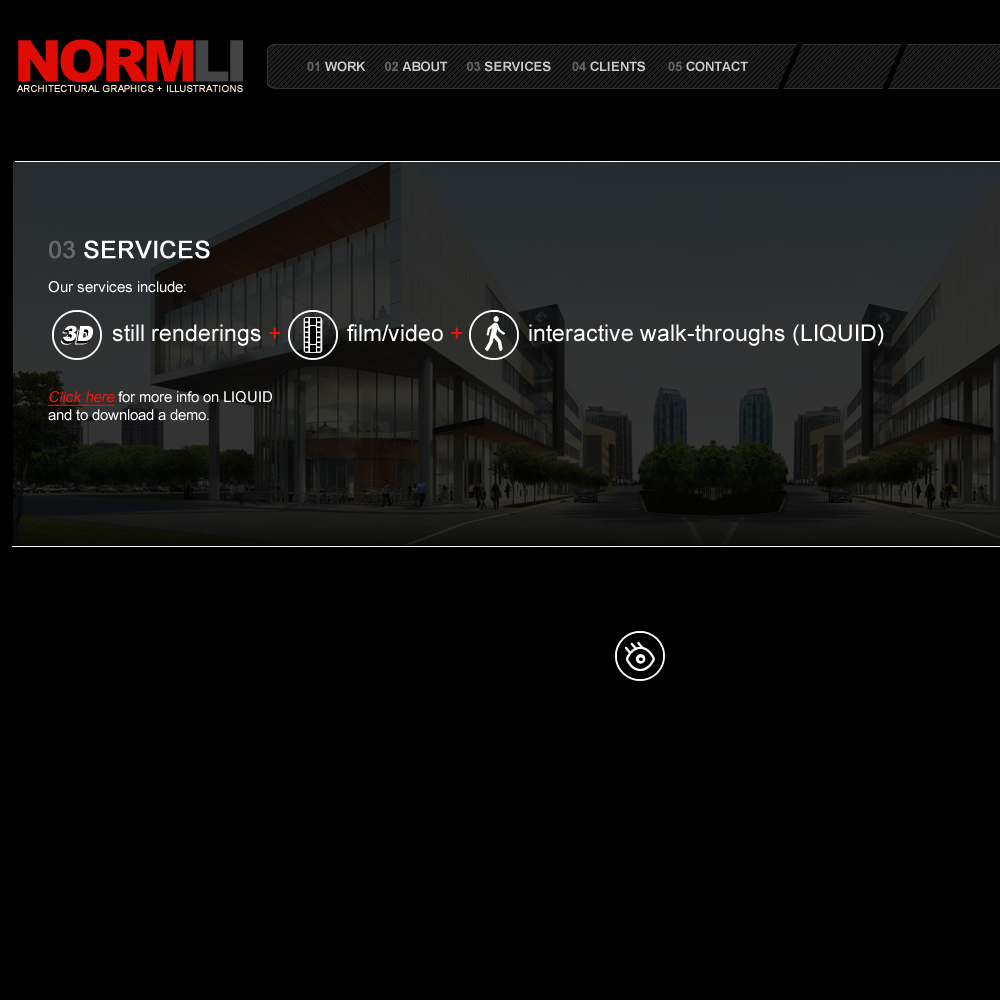 NORMLI
ARCHITECTURAL GRAPHICS + ILLUSTRATIONS
01 WORK 02 ABOUT 03 SERVICES 04 CLIENTS 05 CONTACT
03 SERVICES
Our services include:
3D still renderings + film/video + interactive walk-throughs (LIQUID)
Click here for more info on LIQUID
and to download a demo.